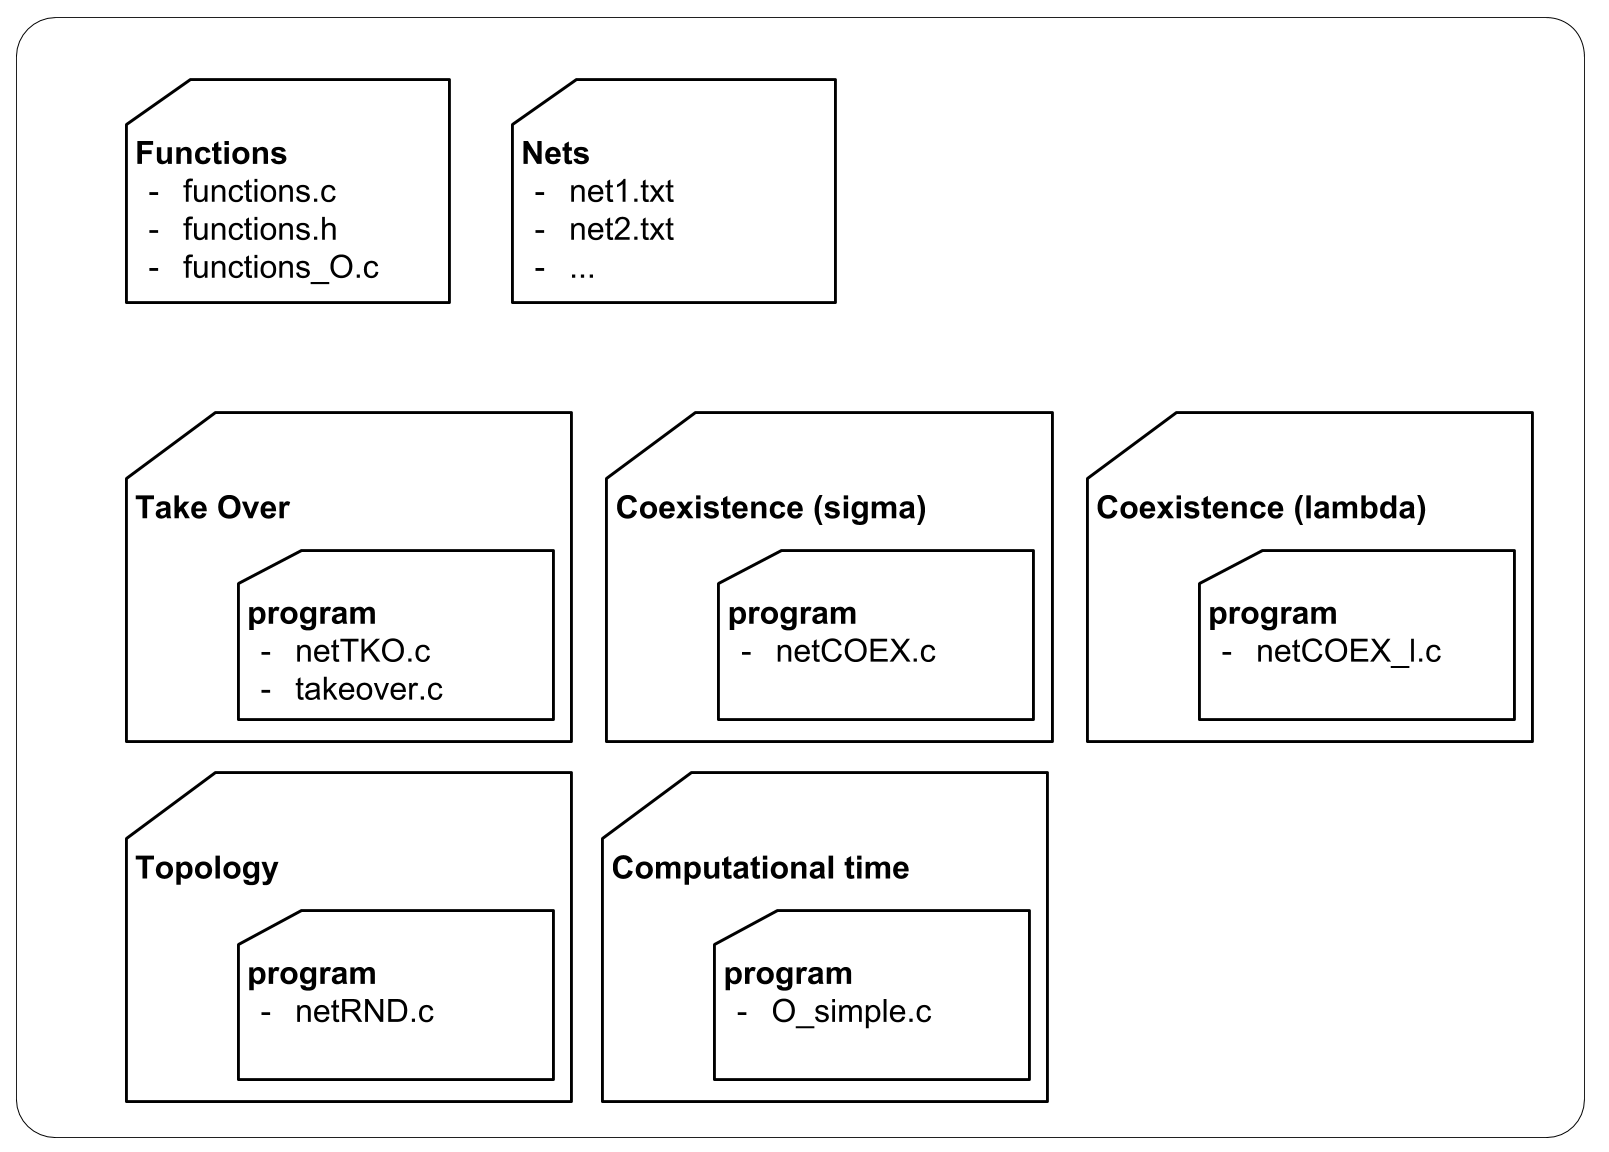 Functions
- functions.c
- functions.h
- functions_O.c
Nets
- net1.txt
- net2.txt
- ...
Take Over
program
- netTKO.c
- takeover.c
Coexistence (sigma)
program
- netCOEX.c
Coexistence (lambda)
program
- netCOEX_l.c
Topology
program
- netRND.c
Computational time
program
- O_simple.c